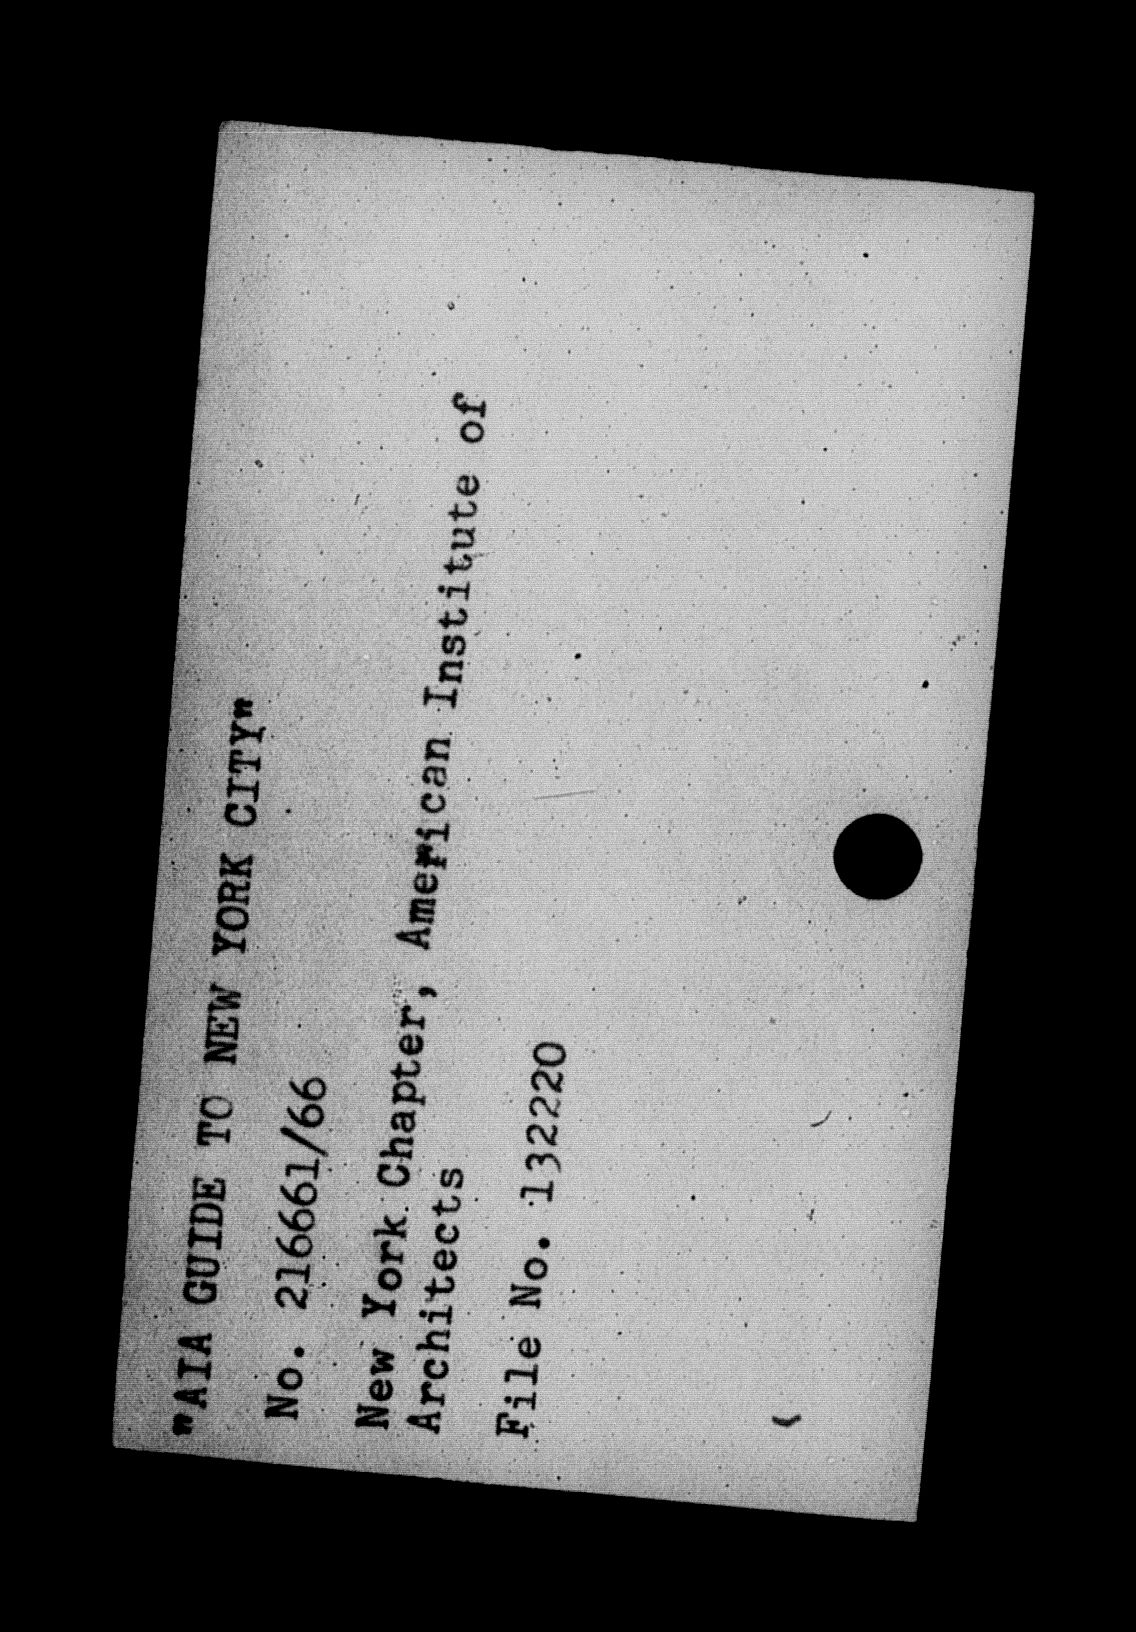 "AIA GUIDE TO NEW YORK CITY"
No. 216661/66
New York Chapter, American Institute of
Architects
File No. 132220